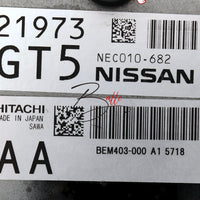 21973
NEC010-682
GT5 NISSAN
HITACHI
MADE IN JAPAN
SAWA
AA
BEM403-000 A1 5718